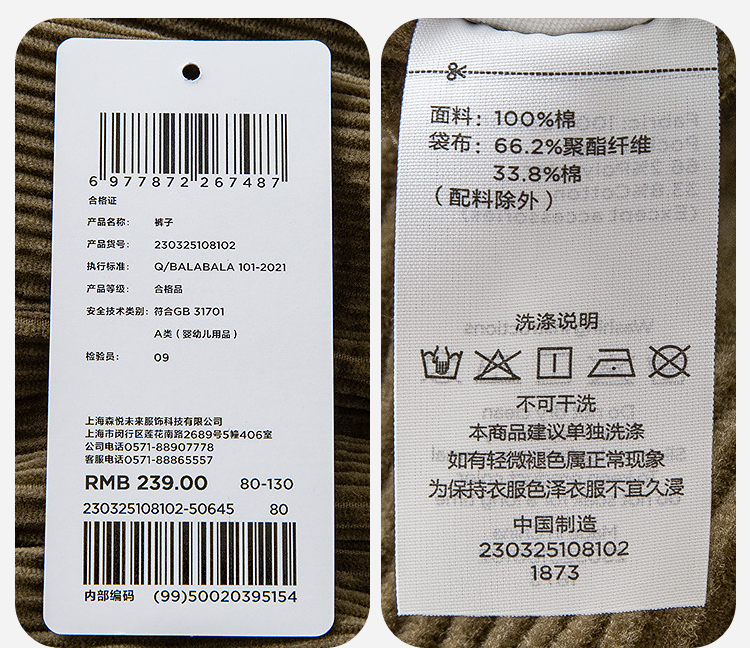 6 977872 267487
合格证
产品名称: 裤子
产品货号: 230325108102
执行标准: Q/BALABALA 101-2021
产品等级: 合格品
安全技术类别: 符合GB 31701
A类（婴幼儿用品）
检验员: 09
上海森悦未来服饰科技有限公司
上海市闵行区莲花南路2689号5幢406室
公司电话0571-88907778
客服电话0571-88865557
RMB 239.00 80-130
230325108102-50645 80
内部编码 (99)50020395154
面料: 100%棉
袋布: 66.2%聚酯纤维
33.8%棉
（配料除外）
洗涤说明
不可干洗
本商品建议单独洗涤
如有轻微褪色属正常现象
为保持衣服色泽衣服不宜久浸
中国制造
230325108102
1873